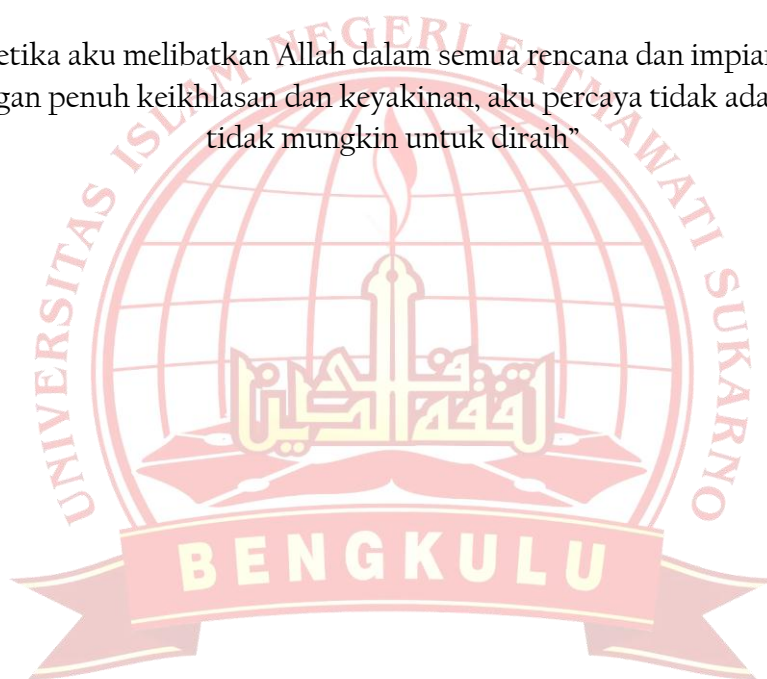 etika aku melibatkan Allah dalam semua rencana dan impian
gan penuh keikhlasan dan keyakinan, aku percaya tidak ada
tidak mungkin untuk diraih”
UNIVERSITAS ISLAM NEGERI FATMAWATI SUKARNO
BENGKULU